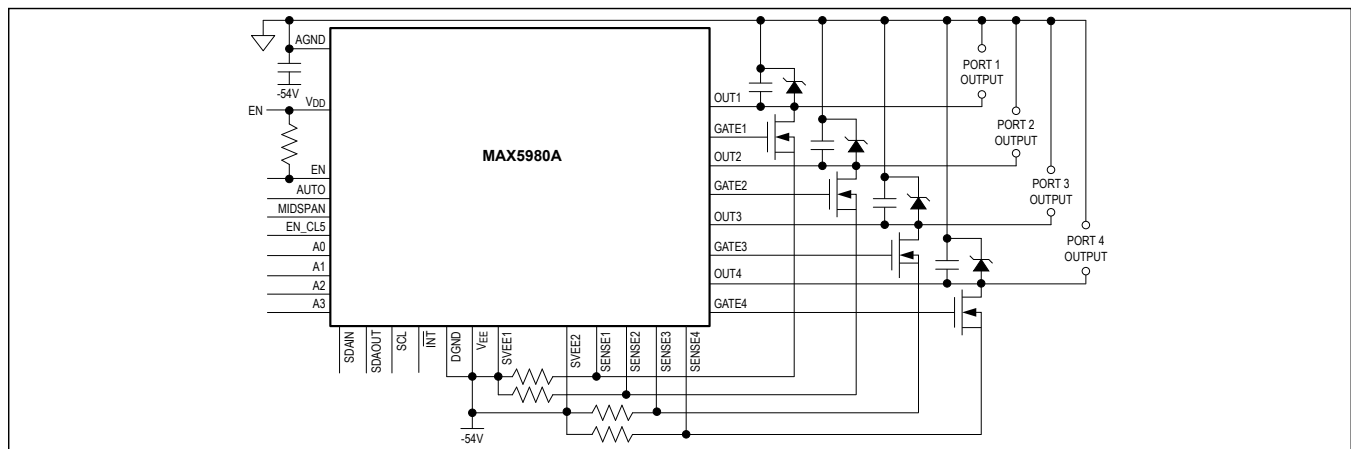 AGND
-54V
EN
VDD
EN
AUTO
MIDSPAN
EN_CL5
A0
A1
A2
A3
MAX5980A
OUT1
GATE1
OUT2
GATE2
OUT3
GATE3
OUT4
GATE4
PORT 1
OUTPUT
PORT 2
OUTPUT
PORT 3
OUTPUT
PORT 4
OUTPUT
SDAIN
SDAOUT
SCL
INT
DGND
VEE
SVEE1
SVEE2
SENSE1
SENSE2
SENSE3
SENSE4
-54V